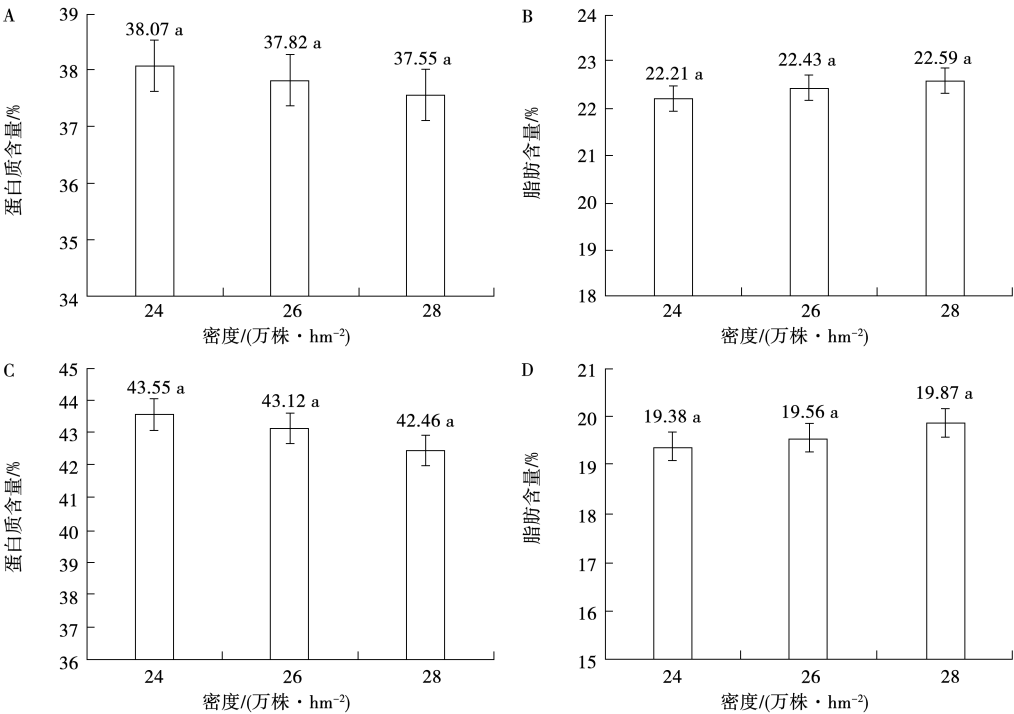 A
39
38
37
36
35
34
蛋白质含量/%
38.07 a
37.82 a
37.55 a
24
26
28
密度/(万株·hm⁻²)
B
24
23
22
21
20
19
18
脂肪含量/%
22.21 a
22.43 a
22.59 a
24
26
28
密度/(万株·hm⁻²)
C
45
44
43
42
41
40
39
38
37
36
蛋白质含量/%
43.55 a
43.12 a
42.46 a
24
26
28
密度/(万株·hm⁻²)
D
21
20
19
18
17
16
15
脂肪含量/%
19.38 a
19.56 a
19.87 a
24
26
28
密度/(万株·hm⁻²)